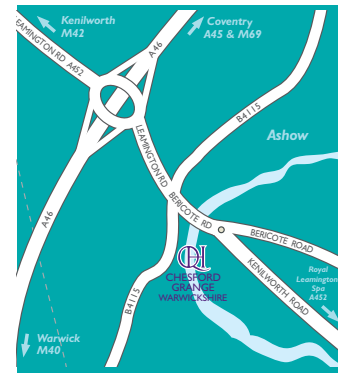 Kenilworth
M42
Coventry
A45 & M69
LEAMINGTON RD A452
A 46
B4115
LEAMINGTON RD
Ashow
BERICOTE RD
A46
BERICOTE ROAD
KENILWORTH ROAD
CHESFORD
GRANGE
WARWICKSHIRE
Royal
Leamington
Spa
A452
B4115
Warwick
M40